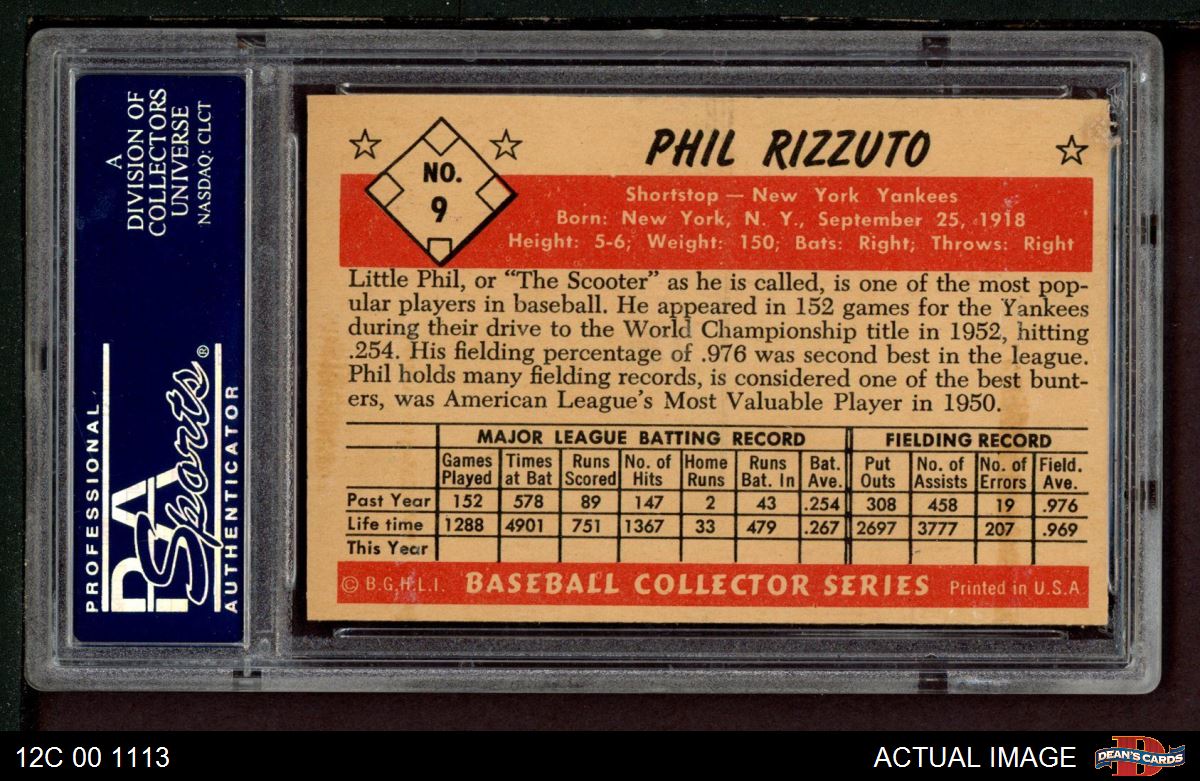 A
DIVISION OF
COLLECTORS
UNIVERSE
NASDAQ: CLCT
PROFESSIONAL
PSA
Sports®
AUTHENTICATOR
NO.
9
PHIL RIZZUTO
Shortstop — New York Yankees
Born: New York, N. Y., September 25, 1918
Height: 5-6; Weight: 150; Bats: Right; Throws: Right
Little Phil, or "The Scooter" as he is called, is one of the most pop-
ular players in baseball. He appeared in 152 games for the Yankees
during their drive to the World Championship title in 1952, hitting
.254. His fielding percentage of .976 was second best in the league.
Phil holds many fielding records, is considered one of the best bunt-
ers, was American League's Most Valuable Player in 1950.
MAJOR LEAGUE BATTING RECORD FIELDING RECORD
Games Times Runs No. of Home Runs Bat. Put No. of No. of Field.
Played at Bat Scored Hits Runs Bat. In Ave. Outs Assists Errors Ave.
Past Year 152 578 89 147 2 43 .254 308 458 19 .976
Life time 1288 4901 751 1367 33 479 .267 2697 3777 207 .969
This Year
© B.G.H.L.I. BASEBALL COLLECTOR SERIES Printed in U.S.A.
12C 00 1113
ACTUAL IMAGE
D
DEAN'S CARDS